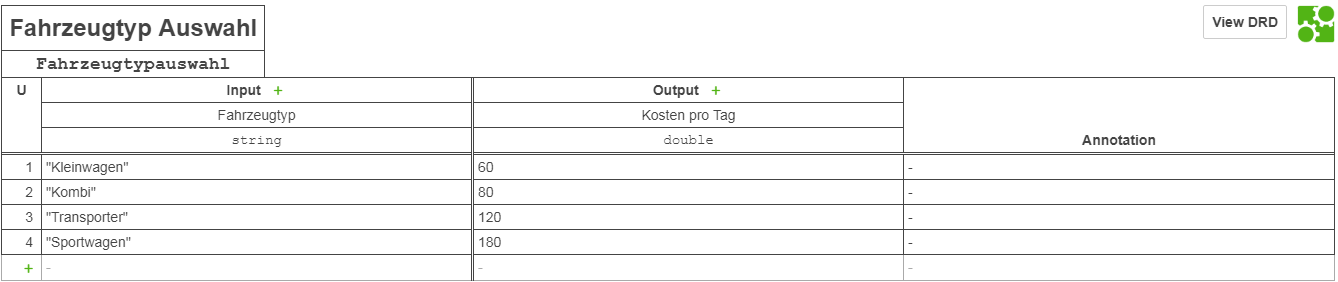 Fahrzeugtyp Auswahl
View DRD
Fahrzeugtypauswahl
U Input + Output + Annotation
Fahrzeugtyp Kosten pro Tag
string double
1 "Kleinwagen" 60 -
2 "Kombi" 80 -
3 "Transporter" 120 -
4 "Sportwagen" 180 -
+ - - -